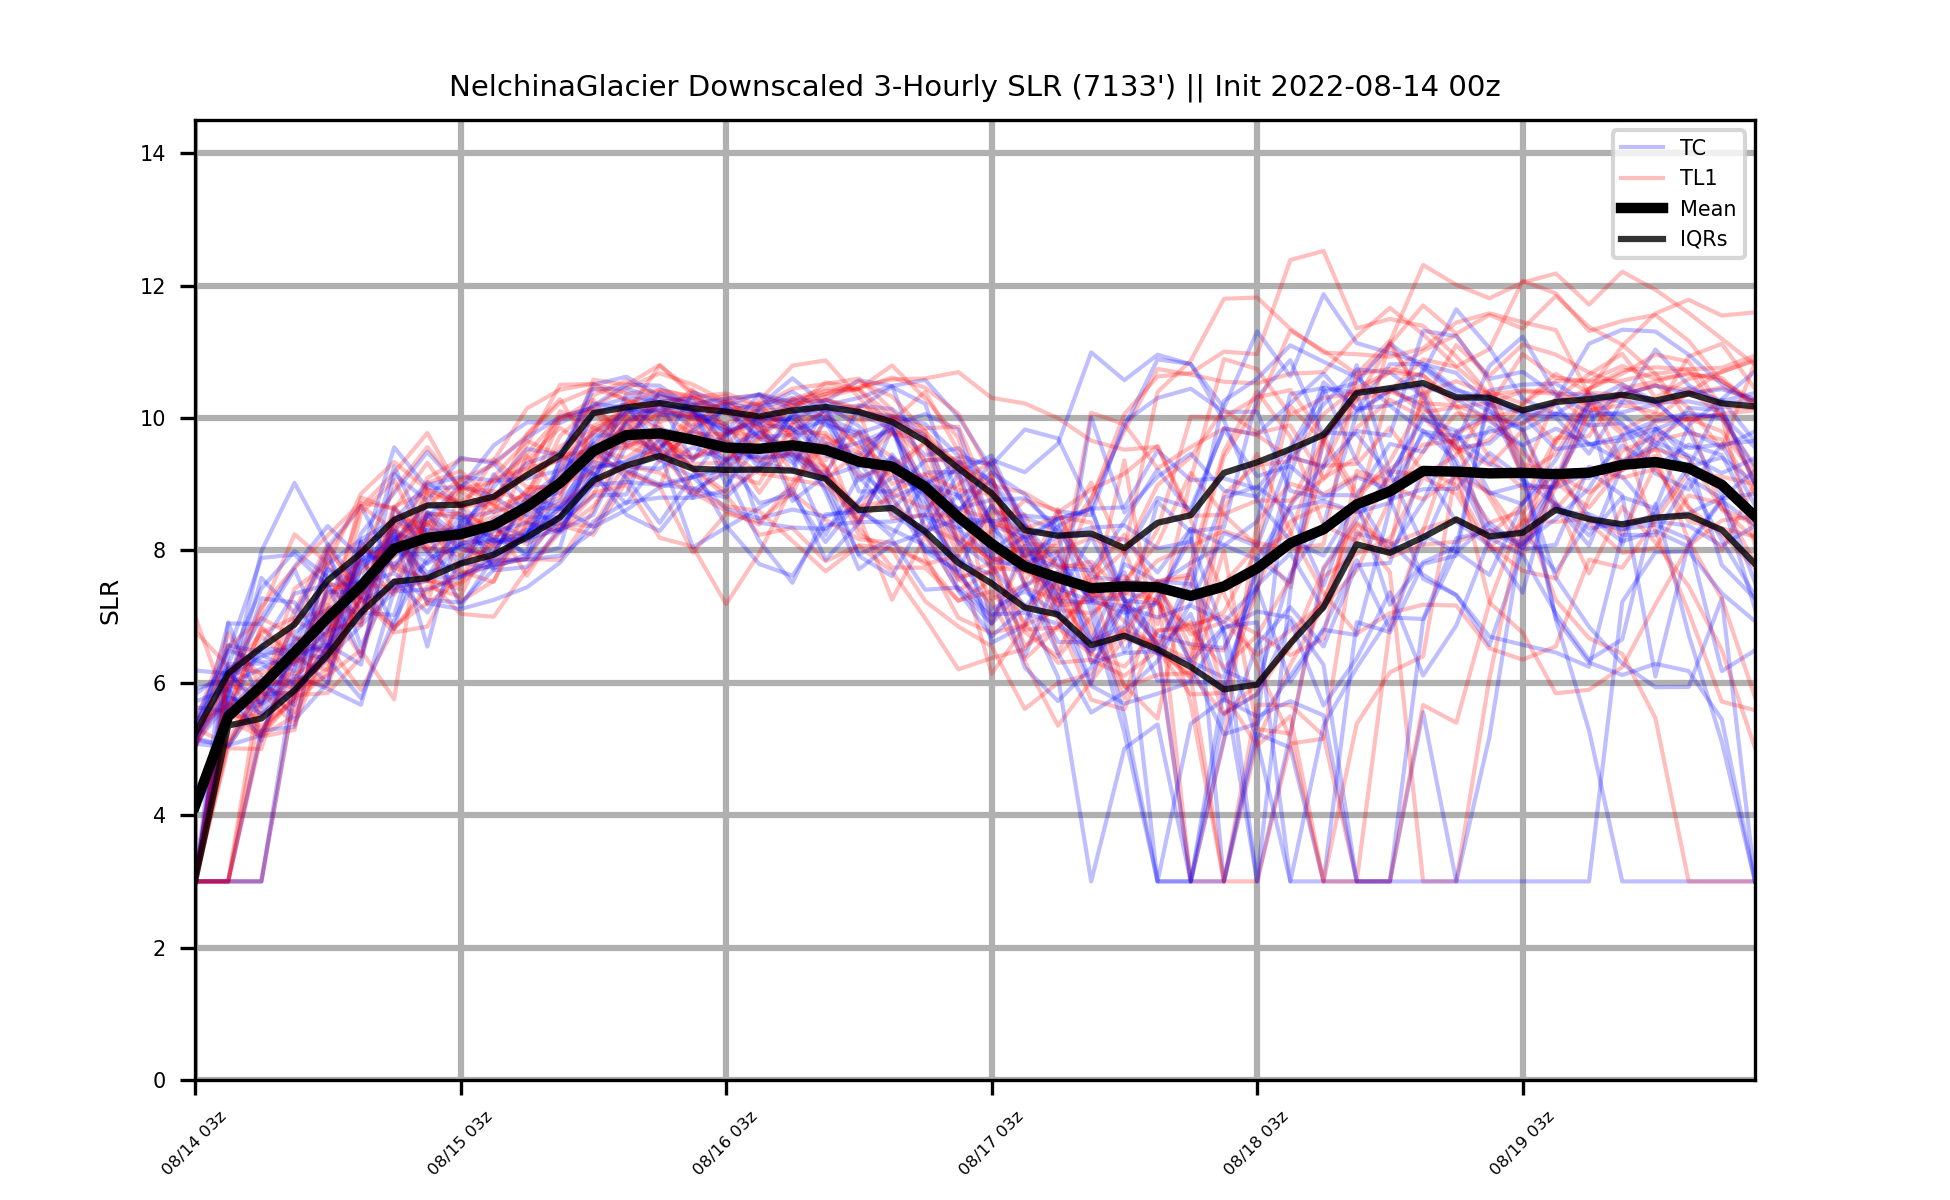 NelchinaGlacier Downscaled 3-Hourly SLR (7133') || Init 2022-08-14 00z
TC
TL1
Mean
IQRs
SLR
14
12
10
8
6
4
2
0
08/14 03z
08/15 03z
08/16 03z
08/17 03z
08/18 03z
08/19 03z